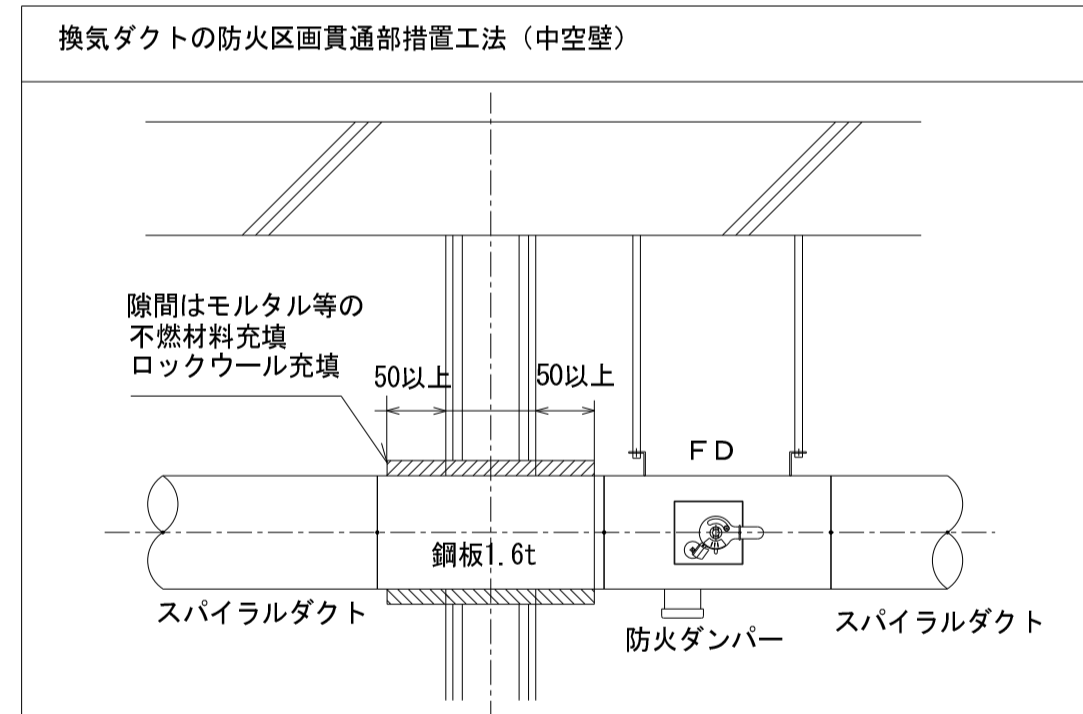 換気ダクトの防火区画貫通部措置工法（中空壁）
隙間はモルタル等の
不燃材料充填
ロックウール充填
50以上
50以上
ＦＤ
鋼板1.6t
スパイラルダクト
防火ダンパー
スパイラルダクト